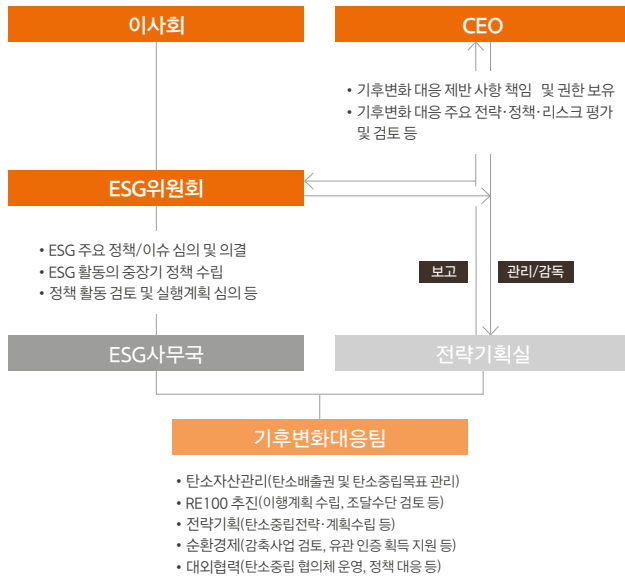 이사회
CEO
• 기후변화 대응 제반 사항 책임 및 권한 보유
• 기후변화 대응 주요 전략·정책·리스크 평가
및 검토 등
ESG위원회
• ESG 주요 정책/이슈 심의 및 의결
• ESG 활동의 중장기 정책 수립
• 정책 활동 검토 및 실행계획 심의 등
보고
관리/감독
ESG사무국
전략기획실
기후변화대응팀
• 탄소자산관리(탄소배출권 및 탄소중립목표 관리)
• RE100 추진(이행계획 수립, 조달수단 검토 등)
• 전략기획(탄소중립전략·계획수립 등)
• 순환경제(감축사업 검토, 유관 인증 획득 지원 등)
• 대외협력(탄소중립 협의체 운영, 정책 대응 등)